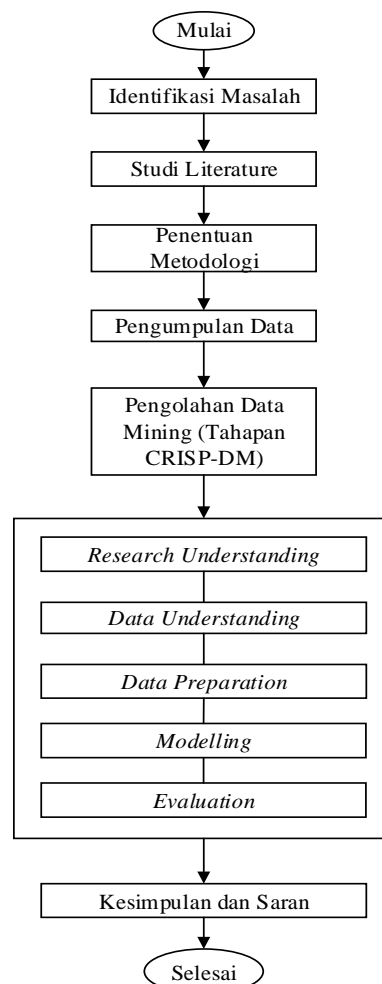 Mulai
Identifikasi Masalah
Studi Literature
Penentuan
Metodologi
Pengumpulan Data
Pengolahan Data
Mining (Tahapan
CRISP-DM)
Research Understanding
Data Understanding
Data Preparation
Modelling
Evaluation
Kesimpulan dan Saran
Selesai